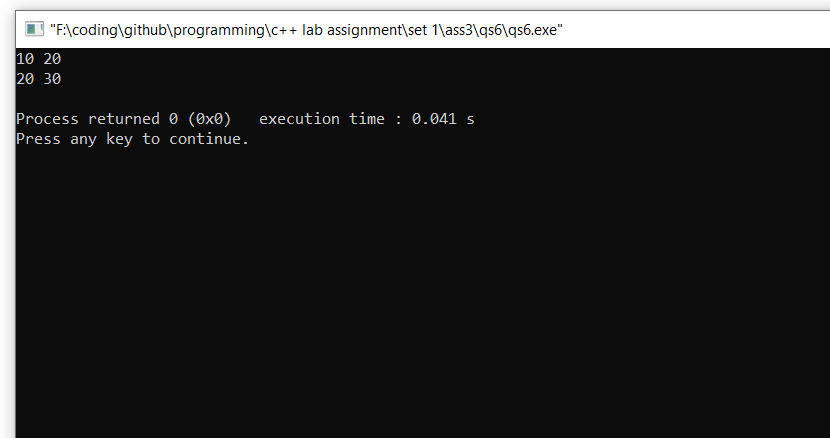 "F:\coding\github\programming\c++ lab assignment\set 1\ass3\qs6\qs6.exe"
10 20
20 30
Process returned 0 (0x0)   execution time : 0.041 s
Press any key to continue.